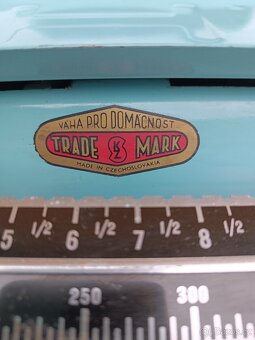 VÁHA PRO DOMÁCNOST
TRADE MARK
MADE IN CZECHOSLOVAKIA
5 1/2 6 1/2 7 1/2 8 1/2
250 300